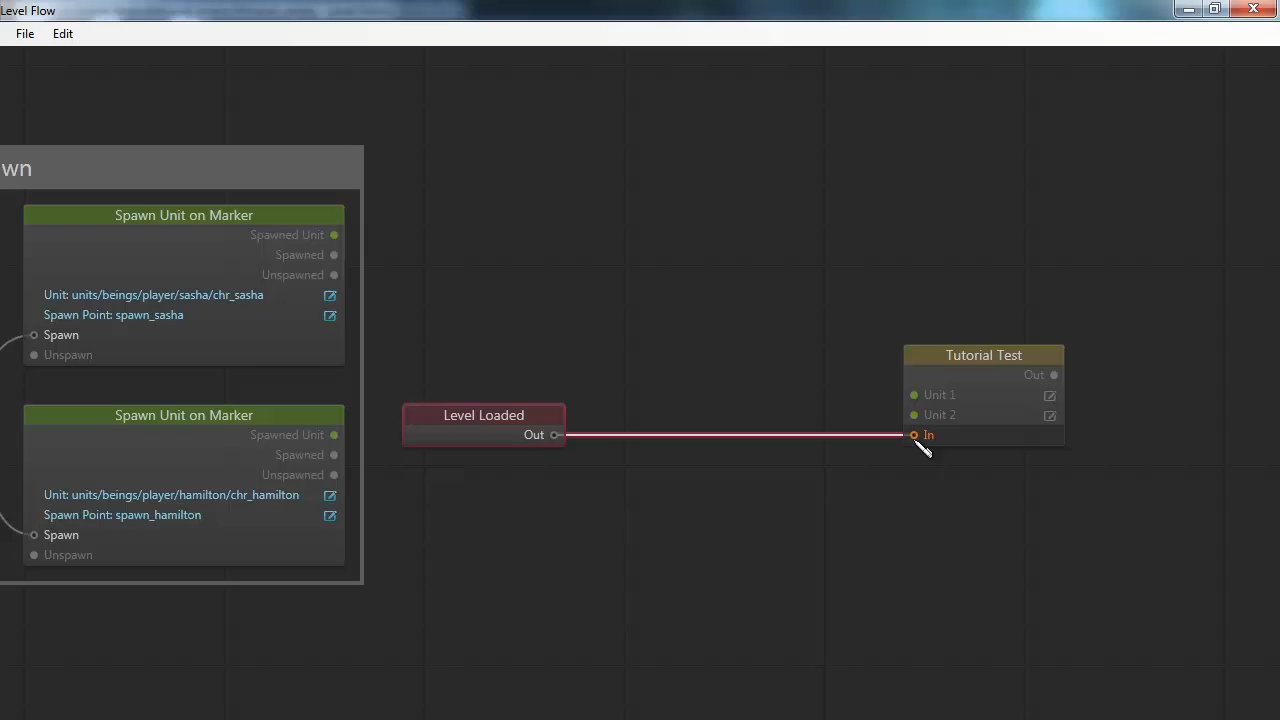 Level Flow
File Edit
wn
Spawn Unit on Marker
Spawned Unit
Spawned
Unspawned
Unit: units/beings/player/sasha/chr_sasha
Spawn Point: spawn_sasha
Spawn
Unspawn
Spawn Unit on Marker
Spawned Unit
Spawned
Unspawned
Unit: units/beings/player/hamilton/chr_hamilton
Spawn Point: spawn_hamilton
Spawn
Unspawn
Level Loaded
Out
Tutorial Test
Out
Unit 1
Unit 2
In